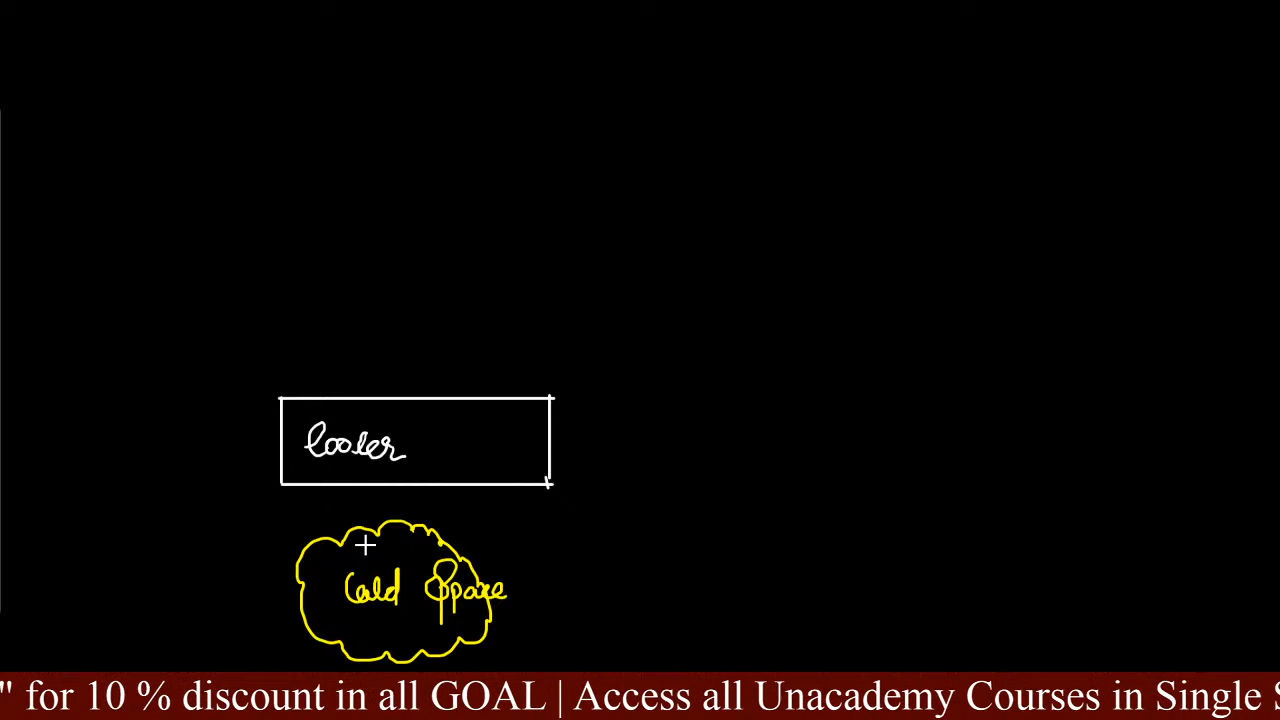 Cooler
Cold Space
" for 10 % discount in all GOAL | Access all Unacademy Courses in Single S